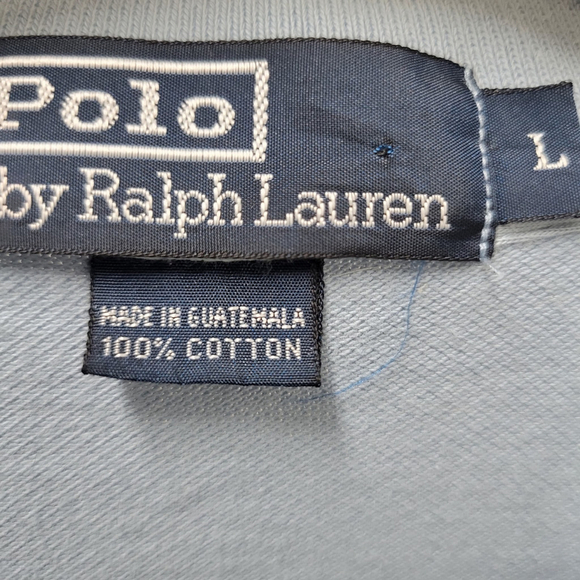 Polo
by Ralph Lauren
L
MADE IN GUATEMALA
100% COTTON